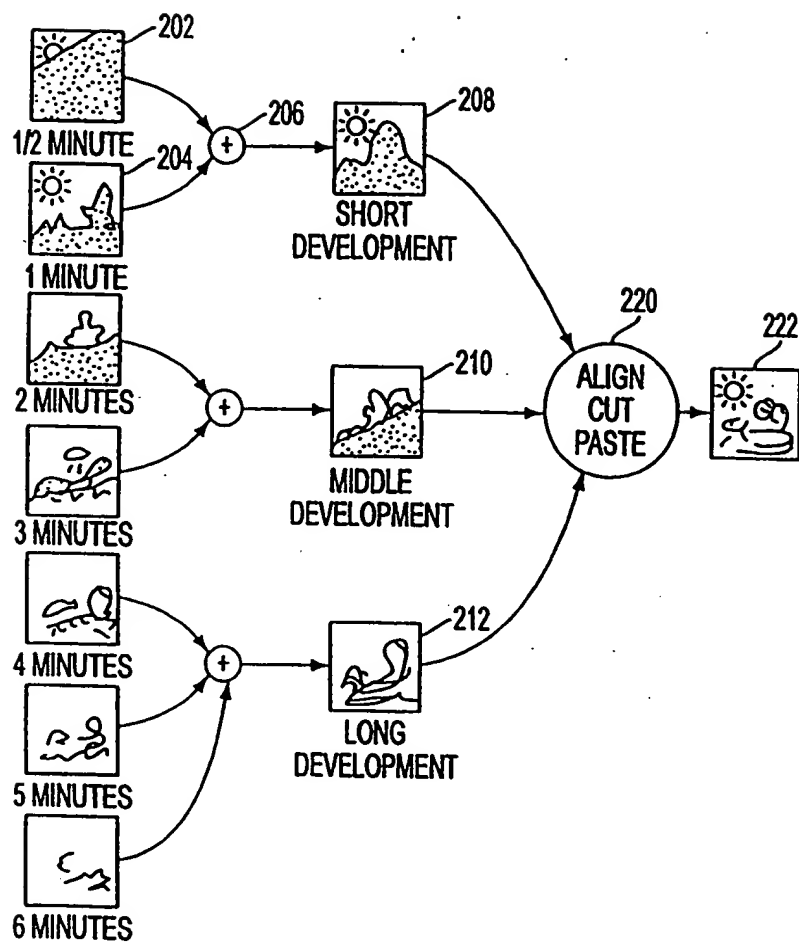 202
1/2 MINUTE
204
1 MINUTE
2 MINUTES
3 MINUTES
4 MINUTES
5 MINUTES
6 MINUTES
+
206
208
SHORT
DEVELOPMENT
+
210
MIDDLE
DEVELOPMENT
+
212
LONG
DEVELOPMENT
220
ALIGN
CUT
PASTE
222